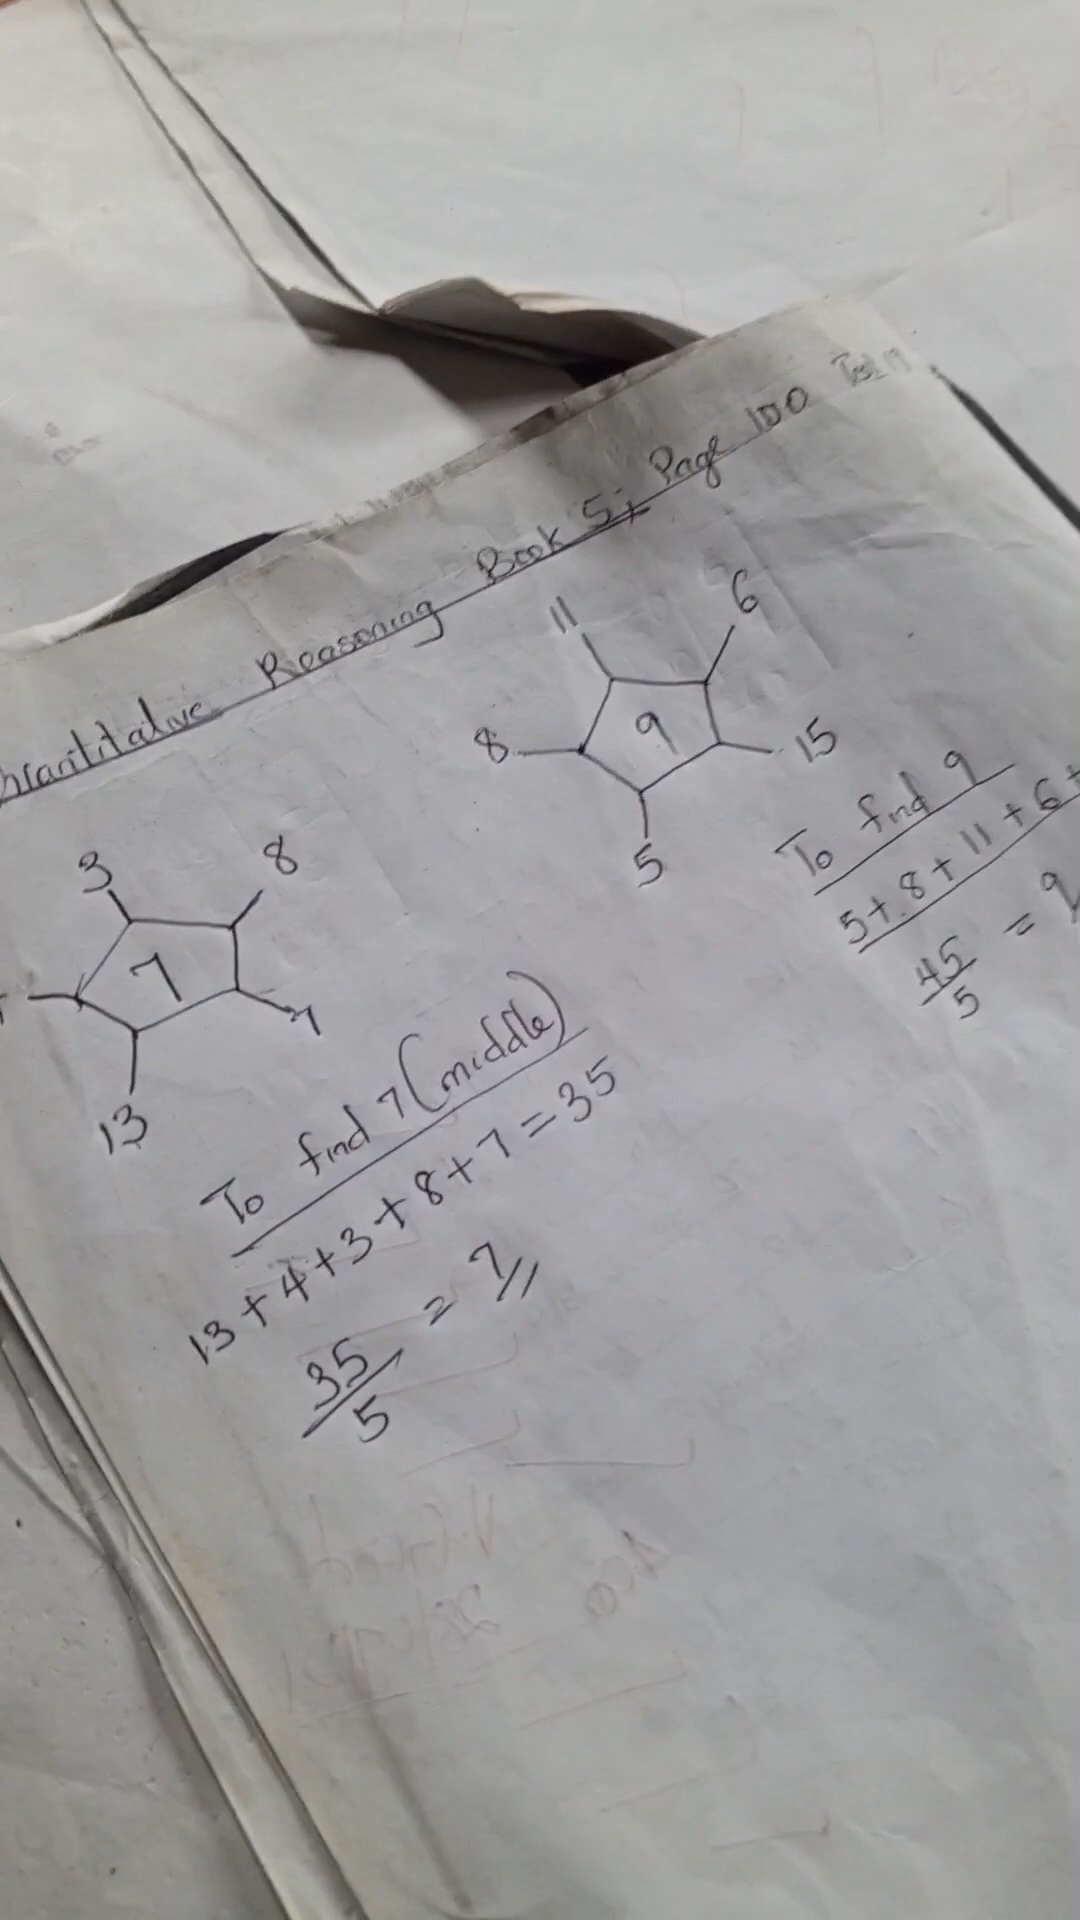 Quantitative Reasoning Book 5; Page 100
11 6
8 9 15
5
3 8
7 7
13
To find 9
5+8+11+6+
45/5 = 9
To find 7 (middle)
13+4+3+8+7=35
35/5 = 7